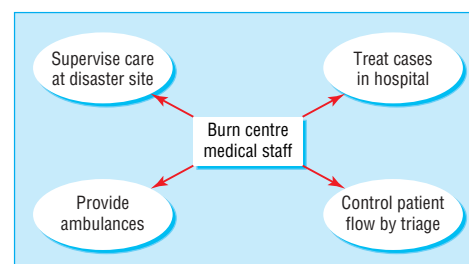 Supervise care
at disaster site
Treat cases
in hospital
Burn centre
medical staff
Provide
ambulances
Control patient
flow by triage